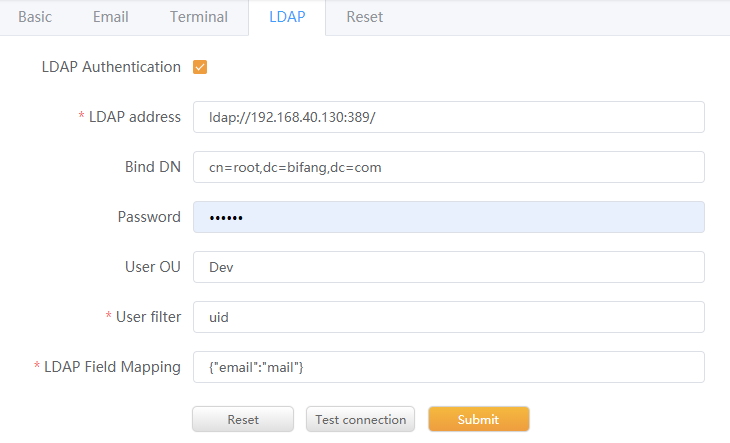 Basic Email Terminal LDAP Reset
LDAP Authentication
* LDAP address ldap://192.168.40.130:389/
Bind DN cn=root,dc=bifang,dc=com
Password ••••••
User OU Dev
* User filter uid
* LDAP Field Mapping {"email":"mail"}
Reset Test connection Submit